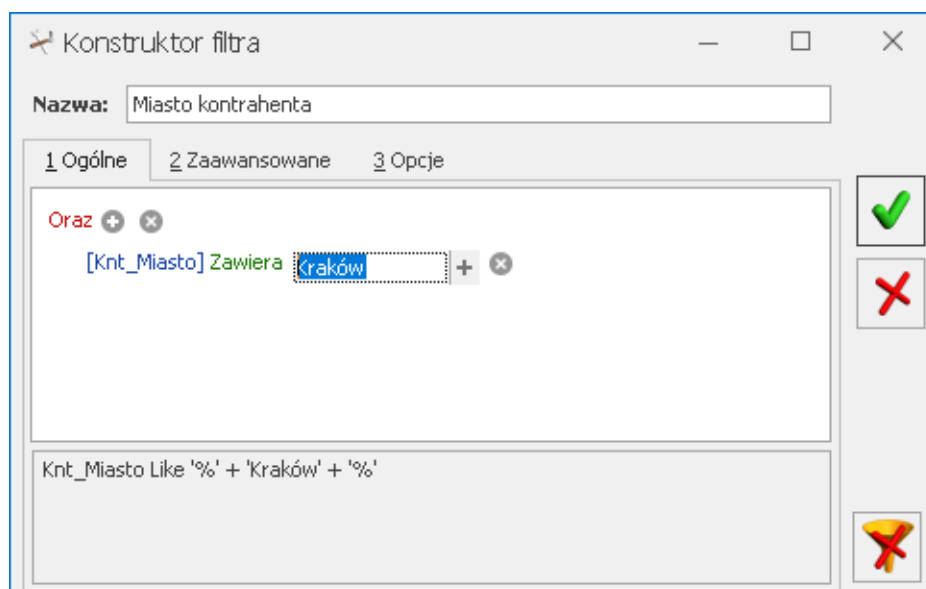 Konstruktor filtra
Nazwa: Miasto kontrahenta
1 Ogólne 2 Zaawansowane 3 Opcje
Oraz
[Knt_Miasto] Zawiera Kraków
Knt_Miasto Like '%' + 'Kraków' + '%'